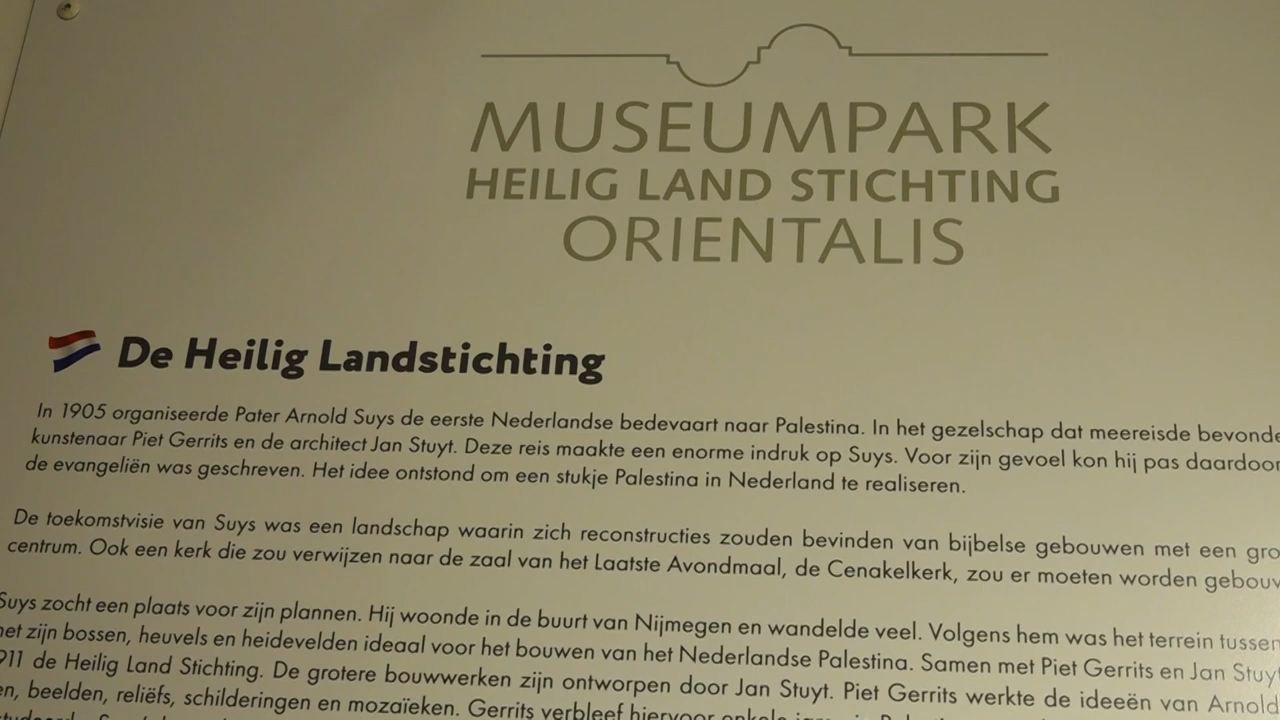 MUSEUMPARK
HEILIG LAND STICHTING
ORIENTALIS
De Heilig Landstichting
In 1905 organiseerde Pater Arnold Suys de eerste Nederlandse bedevaart naar Palestina. In het gezelschap dat meereisde
kunstenaar Piet Gerrits en de architect Jan Stuyt. Deze reis maakte een enorme indruk op Suys. Voor zijn gevoel kon hij pas
de evangeliën was geschreven. Het idee ontstond om een stukje Palestina in Nederland te realiseren.
De toekomstvisie van Suys was een landschap waarin zich reconstructies zouden bevinden van bijbelse gebouwen met een
centrum. Ook een kerk die zou verwijzen naar de zaal van het Laatste Avondmaal, de Cenakelkerk, zou er moeten worden
Suys zocht een plaats voor zijn plannen. Hij woonde in de buurt van Nijmegen en wandelde veel. Volgens hem was het terrein tussen
zijn bossen, heuvels en heidevelden ideaal voor het bouwen van het Nederlandse Palestina. Samen met Piet Gerrits en Jan
de Heilig Land Stichting. De grotere bouwwerken zijn ontworpen door Jan Stuyt. Piet Gerrits werkte de ideeën van Arnold
beelden, reliëfs, schilderingen en mozaïeken. Gerrits verbleef hiervoor